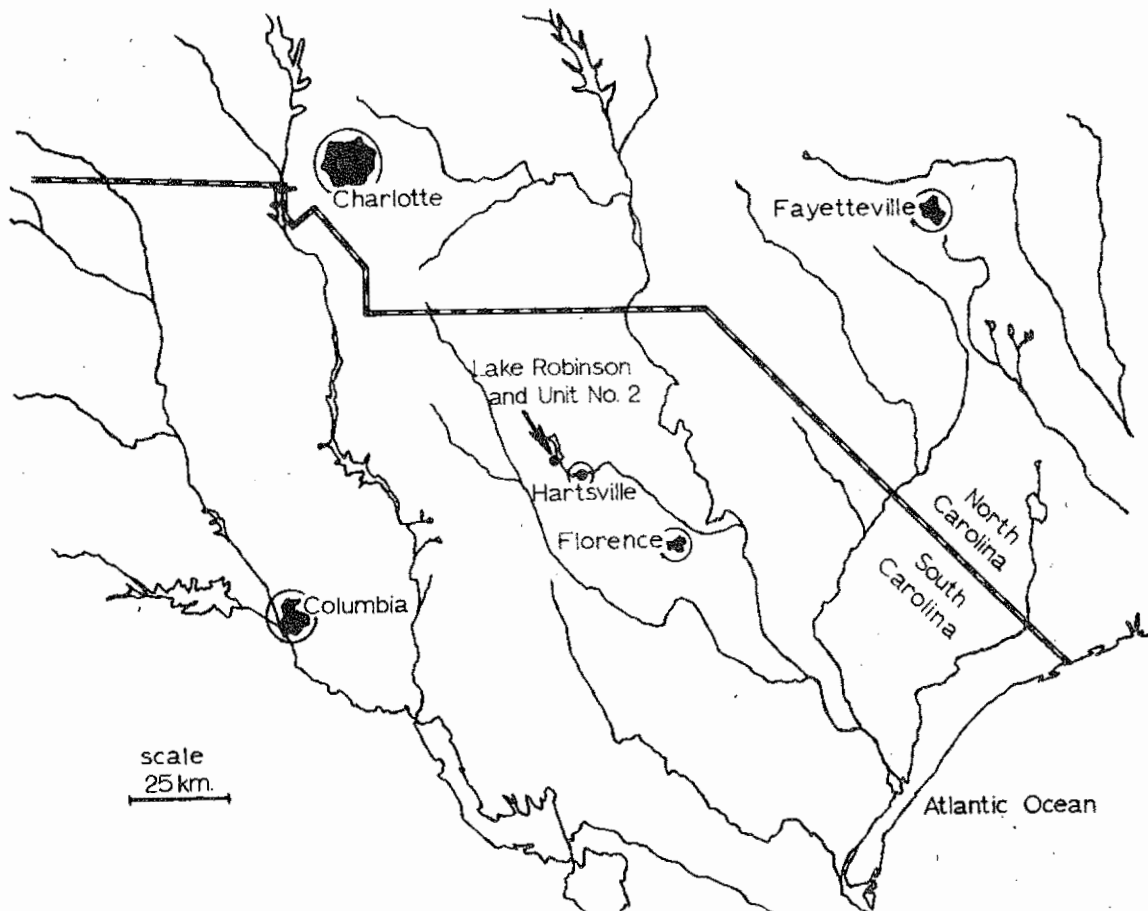 Charlotte
Fayetteville
Lake Robinson
and Unit No. 2
Hartsville
Florence
North
Carolina
South
Carolina
Columbia
scale
25 km.
Atlantic Ocean